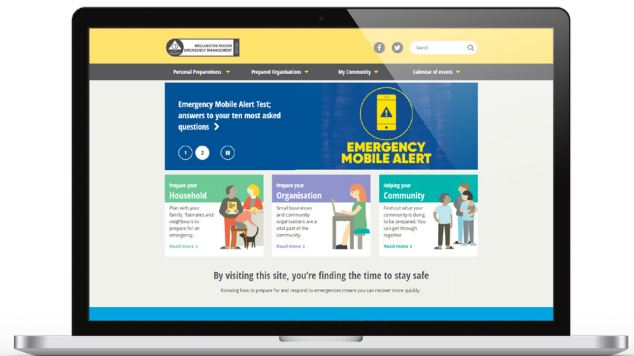 WELLINGTON REGION
EMERGENCY MANAGEMENT
Search
Personal Preparedness
Prepared Organisations
My Community
Calendar of events
Emergency Mobile Alert Test;
answers to your ten most asked
questions
1
2
EMERGENCY
MOBILE ALERT
Prepare your
Household
Plan with your
family, flatmates and
neighbours to
prepare for an
emergency.
Read more
Prepare your
Organisation
Small businesses
and community
organisations are a
vital part of the
community
Read more
Helping your
Community
Find out what your
community is doing
to be prepared. You
can get through
together
Read more
By visiting this site, you're finding the time to stay safe
Knowing how to prepare for and respond to emergencies means you can recover more quickly.